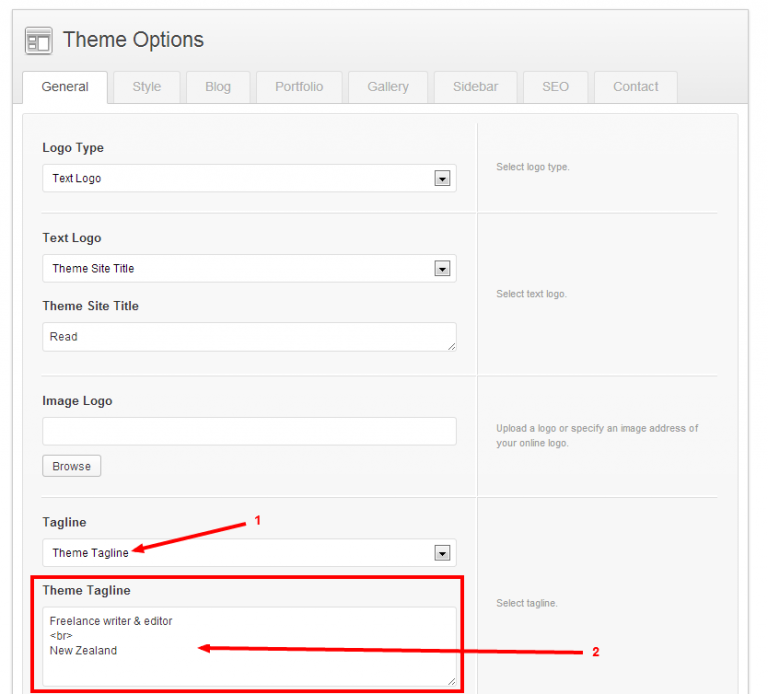 Theme Options
General Style Blog Portfolio Gallery Sidebar SEO Contact
Logo Type
Text Logo
Select logo type.
Text Logo
Theme Site Title
Select text logo.
Theme Site Title
Read
Image Logo
Upload a logo or specify an image address of
your online logo.
Browse
Tagline
1
Theme Tagline
Theme Tagline
Select tagline.
Freelance writer & editor
<br>
New Zealand
2